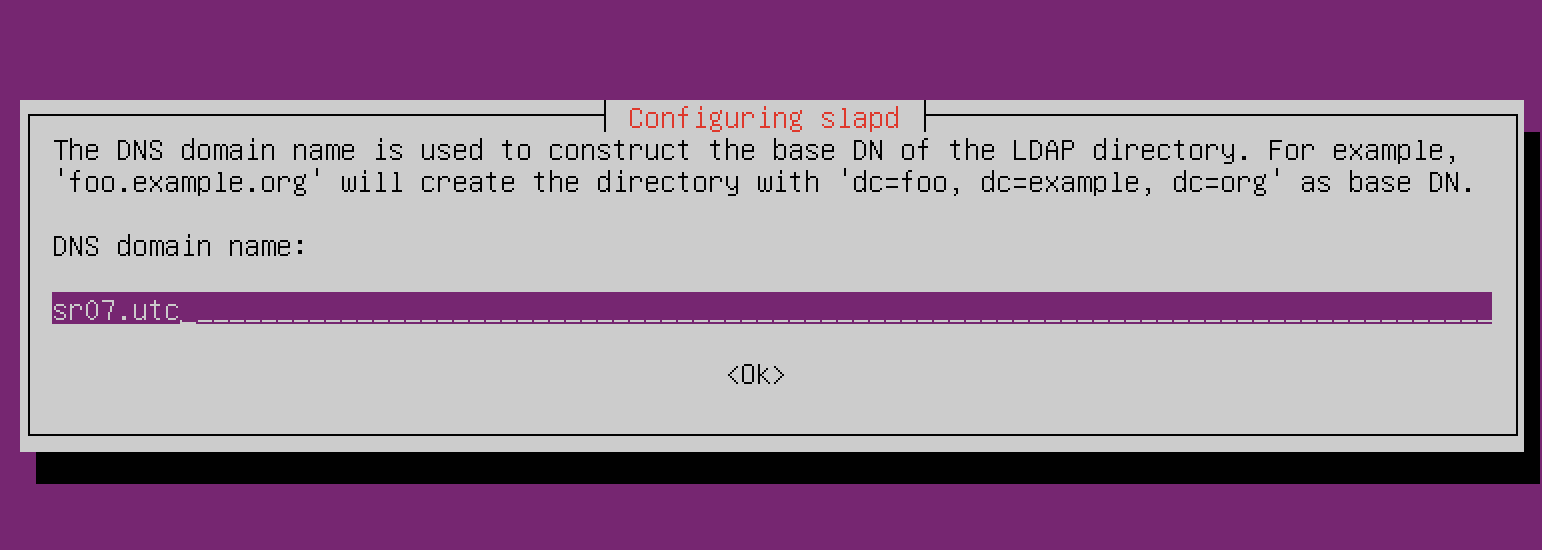 Configuring slapd
The DNS domain name is used to construct the base DN of the LDAP directory. For example,
'foo.example.org' will create the directory with 'dc=foo, dc=example, dc=org' as base DN.
DNS domain name:
sr07.utc
<Ok>